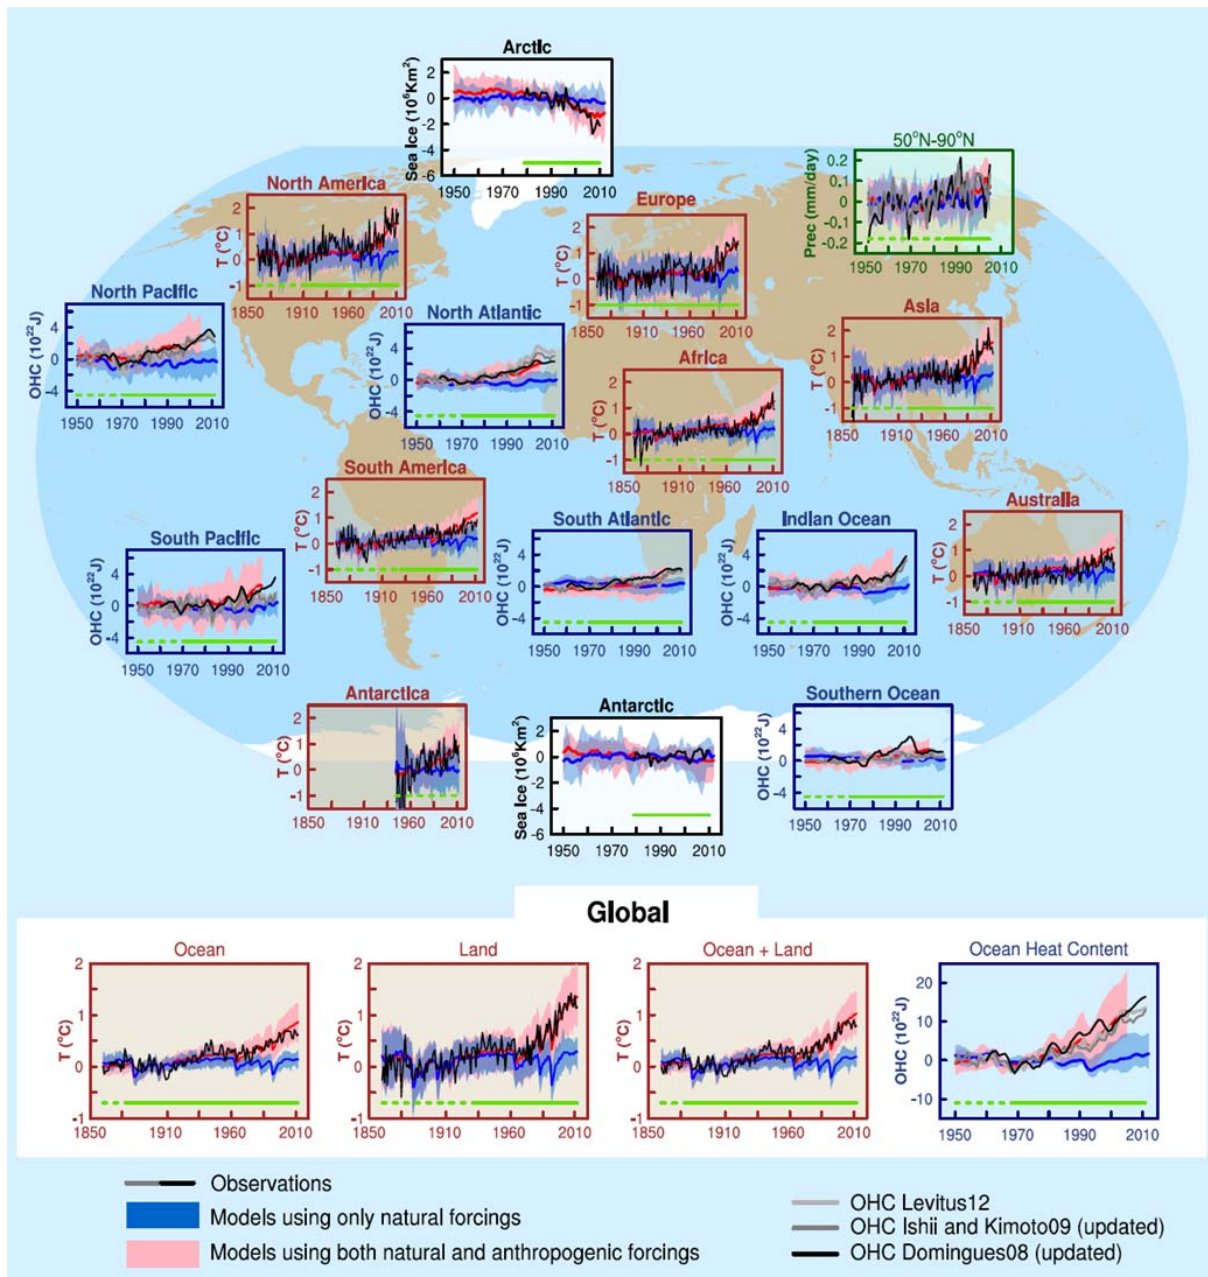 Arctic
Sea Ice (10⁶Km²)
2
0
-2
-4
-6
1950 1970 1990 2010
50°N-90°N
Prec (mm/day)
0.2
0.1
0
-0.1
-0.2
1950 1970 1990 2010
North America
T (°C)
2
1
0
-1
1850 1910 1960 2010
Europe
T (°C)
2
1
0
-1
1850 1910 1960 2010
North Pacific
OHC (10²²J)
4
0
-4
1950 1970 1990 2010
North Atlantic
OHC (10²²J)
4
0
-4
1950 1970 1990 2010
Asia
T (°C)
2
1
0
-1
1850 1910 1960 2010
Africa
T (°C)
2
1
0
-1
1850 1910 1960 2010
South America
T (°C)
2
1
0
-1
1850 1910 1960 2010
South Pacific
OHC (10²²J)
4
0
-4
1950 1970 1990 2010
South Atlantic
OHC (10²²J)
4
0
-4
1950 1970 1990 2010
Indian Ocean
OHC (10²²J)
4
0
-4
1950 1970 1990 2010
Australia
T (°C)
2
1
0
-1
1850 1910 1960 2010
Antarctica
T (°C)
2
1
0
-1
1850 1910 1960 2010
Antarctic
Sea Ice (10⁶Km²)
2
0
-2
-4
-6
1950 1970 1990 2010
Southern Ocean
OHC (10²²J)
4
0
-4
1950 1970 1990 2010
Global
Ocean
T (°C)
2
1
0
-1
1850 1910 1960 2010
Land
T (°C)
2
1
0
-1
1850 1910 1960 2010
Ocean + Land
T (°C)
2
1
0
-1
1850 1910 1960 2010
Ocean Heat Content
OHC (10²²J)
20
10
0
-10
1950 1970 1990 2010
Observations
Models using only natural forcings
Models using both natural and anthropogenic forcings
OHC Levitus12
OHC Ishii and Kimoto09 (updated)
OHC Domingues08 (updated)